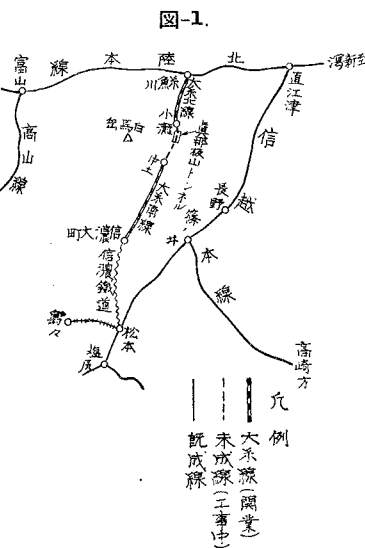 図-1.
北陸本線
至新潟
富山
糸魚川
直江津
大糸北線
小滝
白馬岳
真那板山トンネル
信越本線
高山線
中土
大糸南線
長野
篠ノ井
信濃大町
信濃鉄道
島々
松本
塩尻
高崎方
凡例
大糸線(開業)
未成線(工事中)
既成線